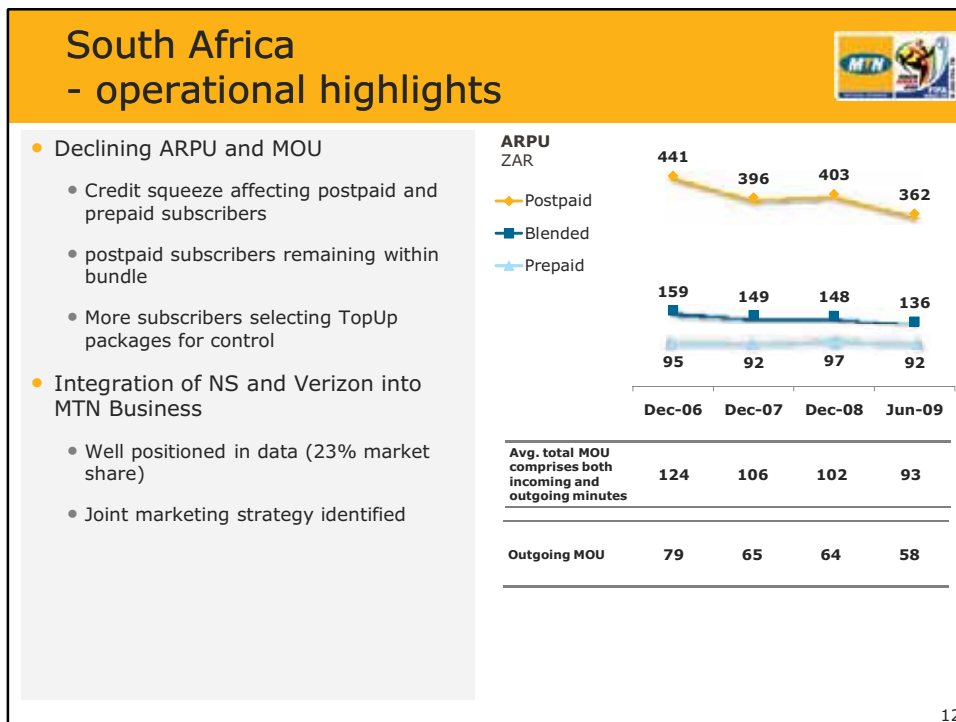 South Africa
- operational highlights
MTN
Declining ARPU and MOU
Credit squeeze affecting postpaid and
prepaid subscribers
postpaid subscribers remaining within
bundle
More subscribers selecting TopUp
packages for control
Integration of NS and Verizon into
MTN Business
Well positioned in data (23% market
share)
Joint marketing strategy identified
ARPU
ZAR
Postpaid
Blended
Prepaid
441 396 403 362
159 149 148 136
95 92 97 92
Dec-06 Dec-07 Dec-08 Jun-09
Avg. total MOU
comprises both
incoming and
outgoing minutes
124 106 102 93
Outgoing MOU 79 65 64 58
12